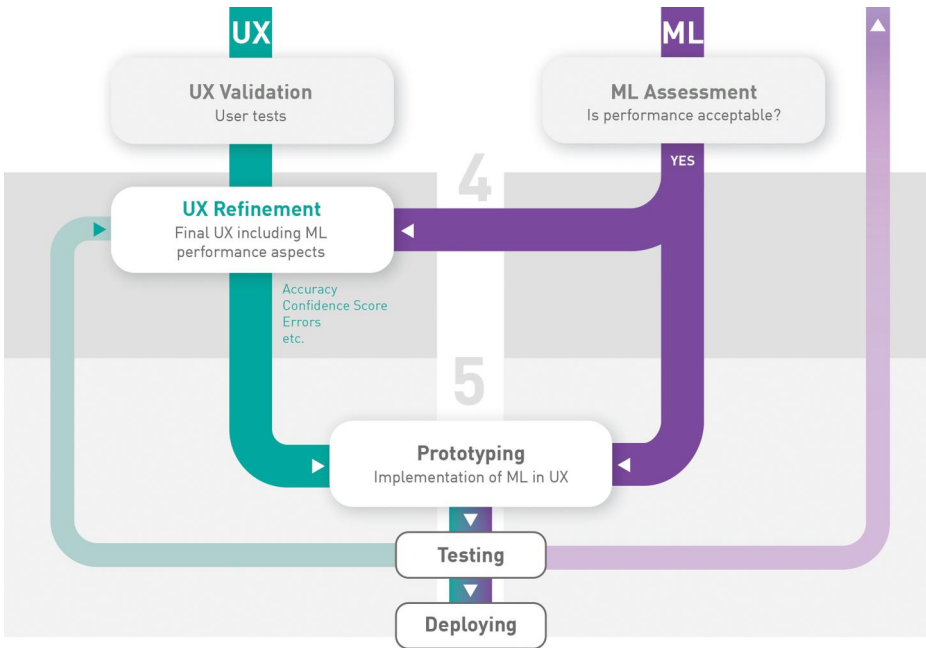 UX
ML
UX Validation
User tests
ML Assessment
Is performance acceptable?
YES
4
UX Refinement
Final UX including ML
performance aspects
Accuracy
Confidence Score
Errors
etc.
5
Prototyping
Implementation of ML in UX
Testing
Deploying